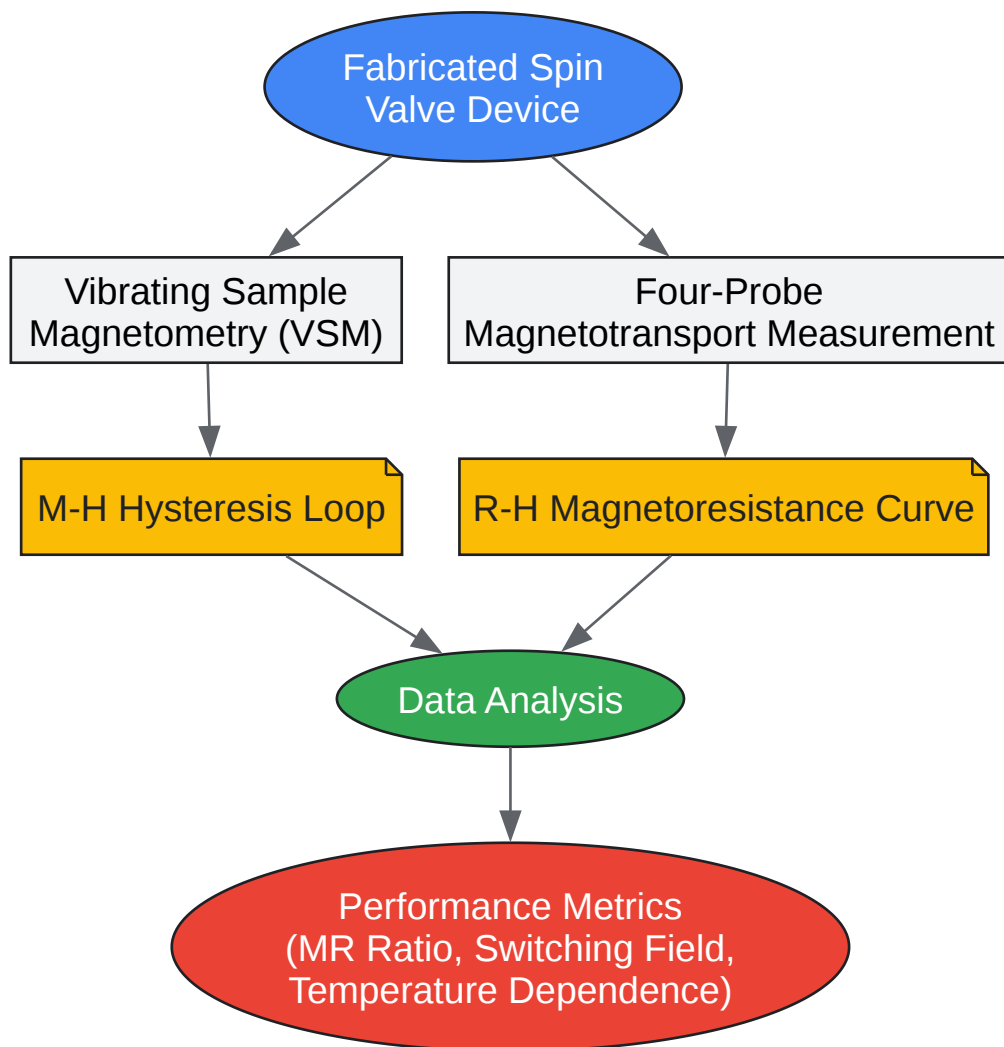 Fabricated Spin
Valve Device
Vibrating Sample
Magnetometry (VSM)
Four-Probe
Magnetotransport Measurement
M-H Hysteresis Loop
R-H Magnetoresistance Curve
Data Analysis
Performance Metrics
(MR Ratio, Switching Field,
Temperature Dependence)